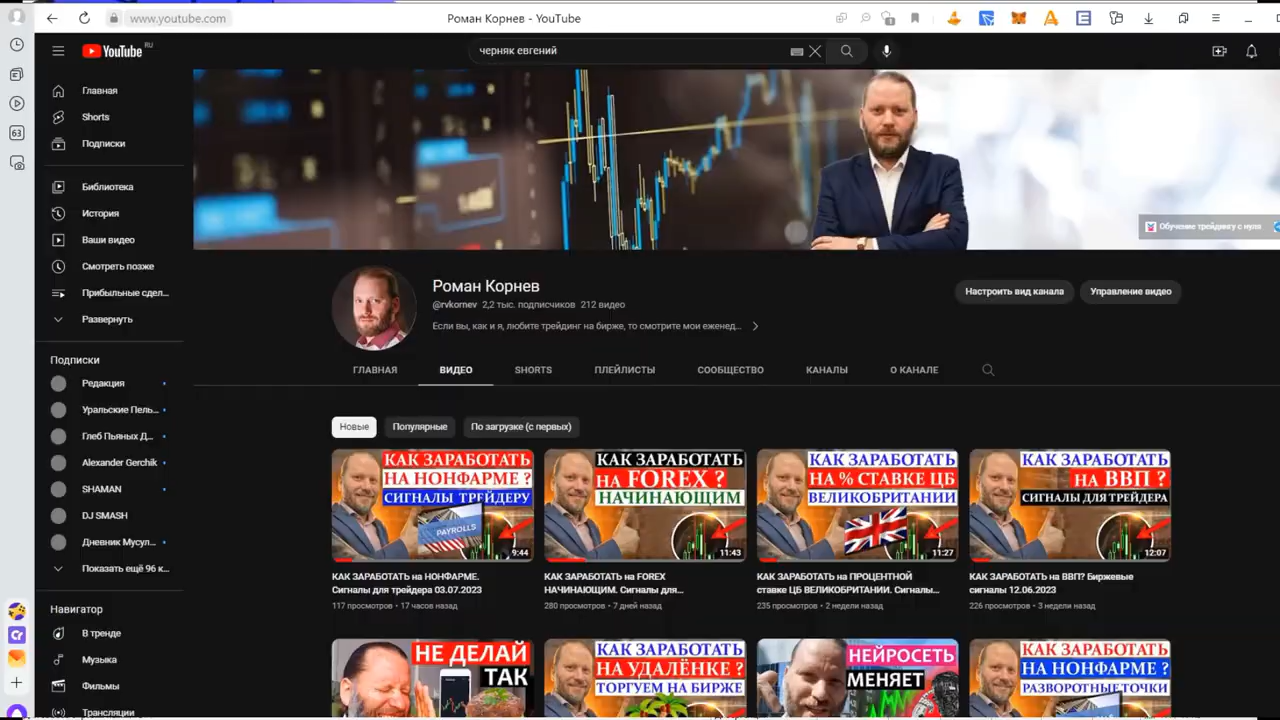 www.youtube.com
Роман Корнев - YouTube
YouTube RU
черняк евгений
63
Главная
Shorts
Подписки
Библиотека
История
Ваши видео
Смотреть позже
Прибыльные сдел...
Развернуть
Подписки
Редакция
Уральские Пель...
Глеб Пьяных Д...
Alexander Gerchik
SHAMAN
DJ SMASH
Дневник Мусул...
Показать ещё 96 к...
Навигатор
В тренде
Музыка
Фильмы
Трансляции
Обучение трейдингу с нуля
Роман Корнев
@rvkornev 2,2 тыс. подписчиков 212 видео
Если вы, как и я, любите трейдинг на бирже, то смотрите мои еженед...
Настроить вид канала
Управление видео
ГЛАВНАЯ
ВИДЕО
SHORTS
ПЛЕЙЛИСТЫ
СООБЩЕСТВО
КАНАЛЫ
О КАНАЛЕ
Новые
Популярные
По загрузке (с первых)
КАК ЗАРАБОТАТЬ
НА НОНФАРМЕ ?
СИГНАЛЫ ТРЕЙДЕРУ
PAYROLLS
9:44
КАК ЗАРАБОТАТЬ на НОНФАРМЕ.
Сигналы для трейдера 03.07.2023
117 просмотров • 17 часов назад
КАК ЗАРАБОТАТЬ
НА FOREX ?
НАЧИНАЮЩИМ
11:43
КАК ЗАРАБОТАТЬ на FOREX
НАЧИНАЮЩИМ. Сигналы для...
280 просмотров • 7 дней назад
КАК ЗАРАБОТАТЬ
НА % СТАВКЕ ЦБ
ВЕЛИКОБРИТАНИИ
11:27
КАК ЗАРАБОТАТЬ на ПРОЦЕНТНОЙ
ставке ЦБ ВЕЛИКОБРИТАНИИ. Сигналы...
235 просмотров • 2 недели назад
КАК ЗАРАБОТАТЬ
НА ВВП ?
СИГНАЛЫ ДЛЯ ТРЕЙДЕРА
12:07
КАК ЗАРАБОТАТЬ на ВВП? Биржевые
сигналы 12.06.2023
226 просмотров • 3 недели назад
НЕ ДЕЛАЙ
ТАК
КАК ЗАРАБОТАТЬ
НА УДАЛЁНКЕ ?
ТОРГУЕМ НА БИРЖЕ
НЕЙРОСЕТЬ
МЕНЯЕТ
КАК ЗАРАБОТАТЬ
НА НОНФАРМЕ ?
РАЗВОРОТНЫЕ ТОЧКИ